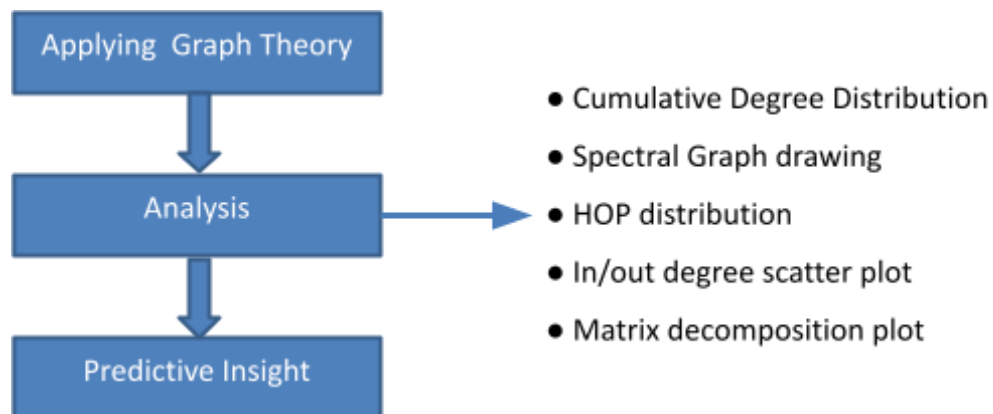 Applying Graph Theory
Analysis
Predictive Insight
● Cumulative Degree Distribution
● Spectral Graph drawing
● HOP distribution
● In/out degree scatter plot
● Matrix decomposition plot